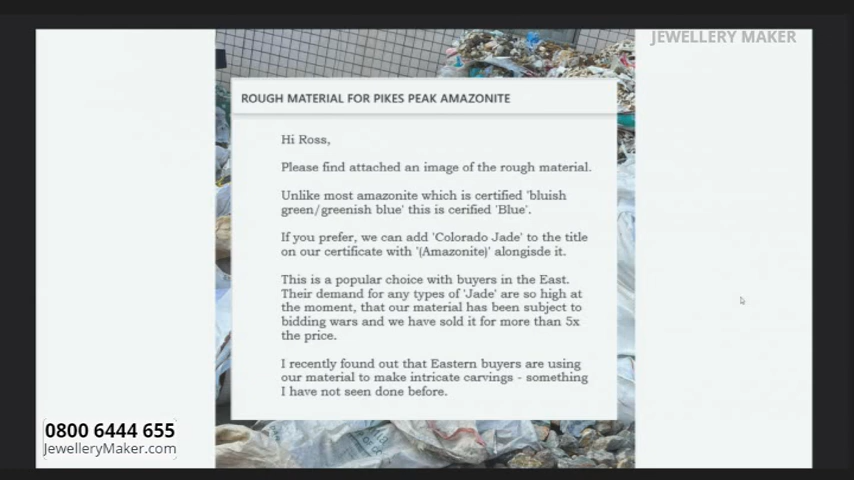 JEWELLERY MAKER
ROUGH MATERIAL FOR PIKES PEAK AMAZONITE
Hi Ross,
Please find attached an image of the rough material.
Unlike most amazonite which is certified 'bluish
green/greenish blue' this is cerified 'Blue'.
If you prefer, we can add 'Colorado Jade' to the title
on our certificate with '(Amazonite)' alongisde it.
This is a popular choice with buyers in the East.
Their demand for any types of 'Jade' are so high at
the moment, that our material has been subject to
bidding wars and we have sold it for more than 5x
the price.
I recently found out that Eastern buyers are using
our material to make intricate carvings - something
I have not seen done before.
0800 6444 655
JewelleryMaker.com